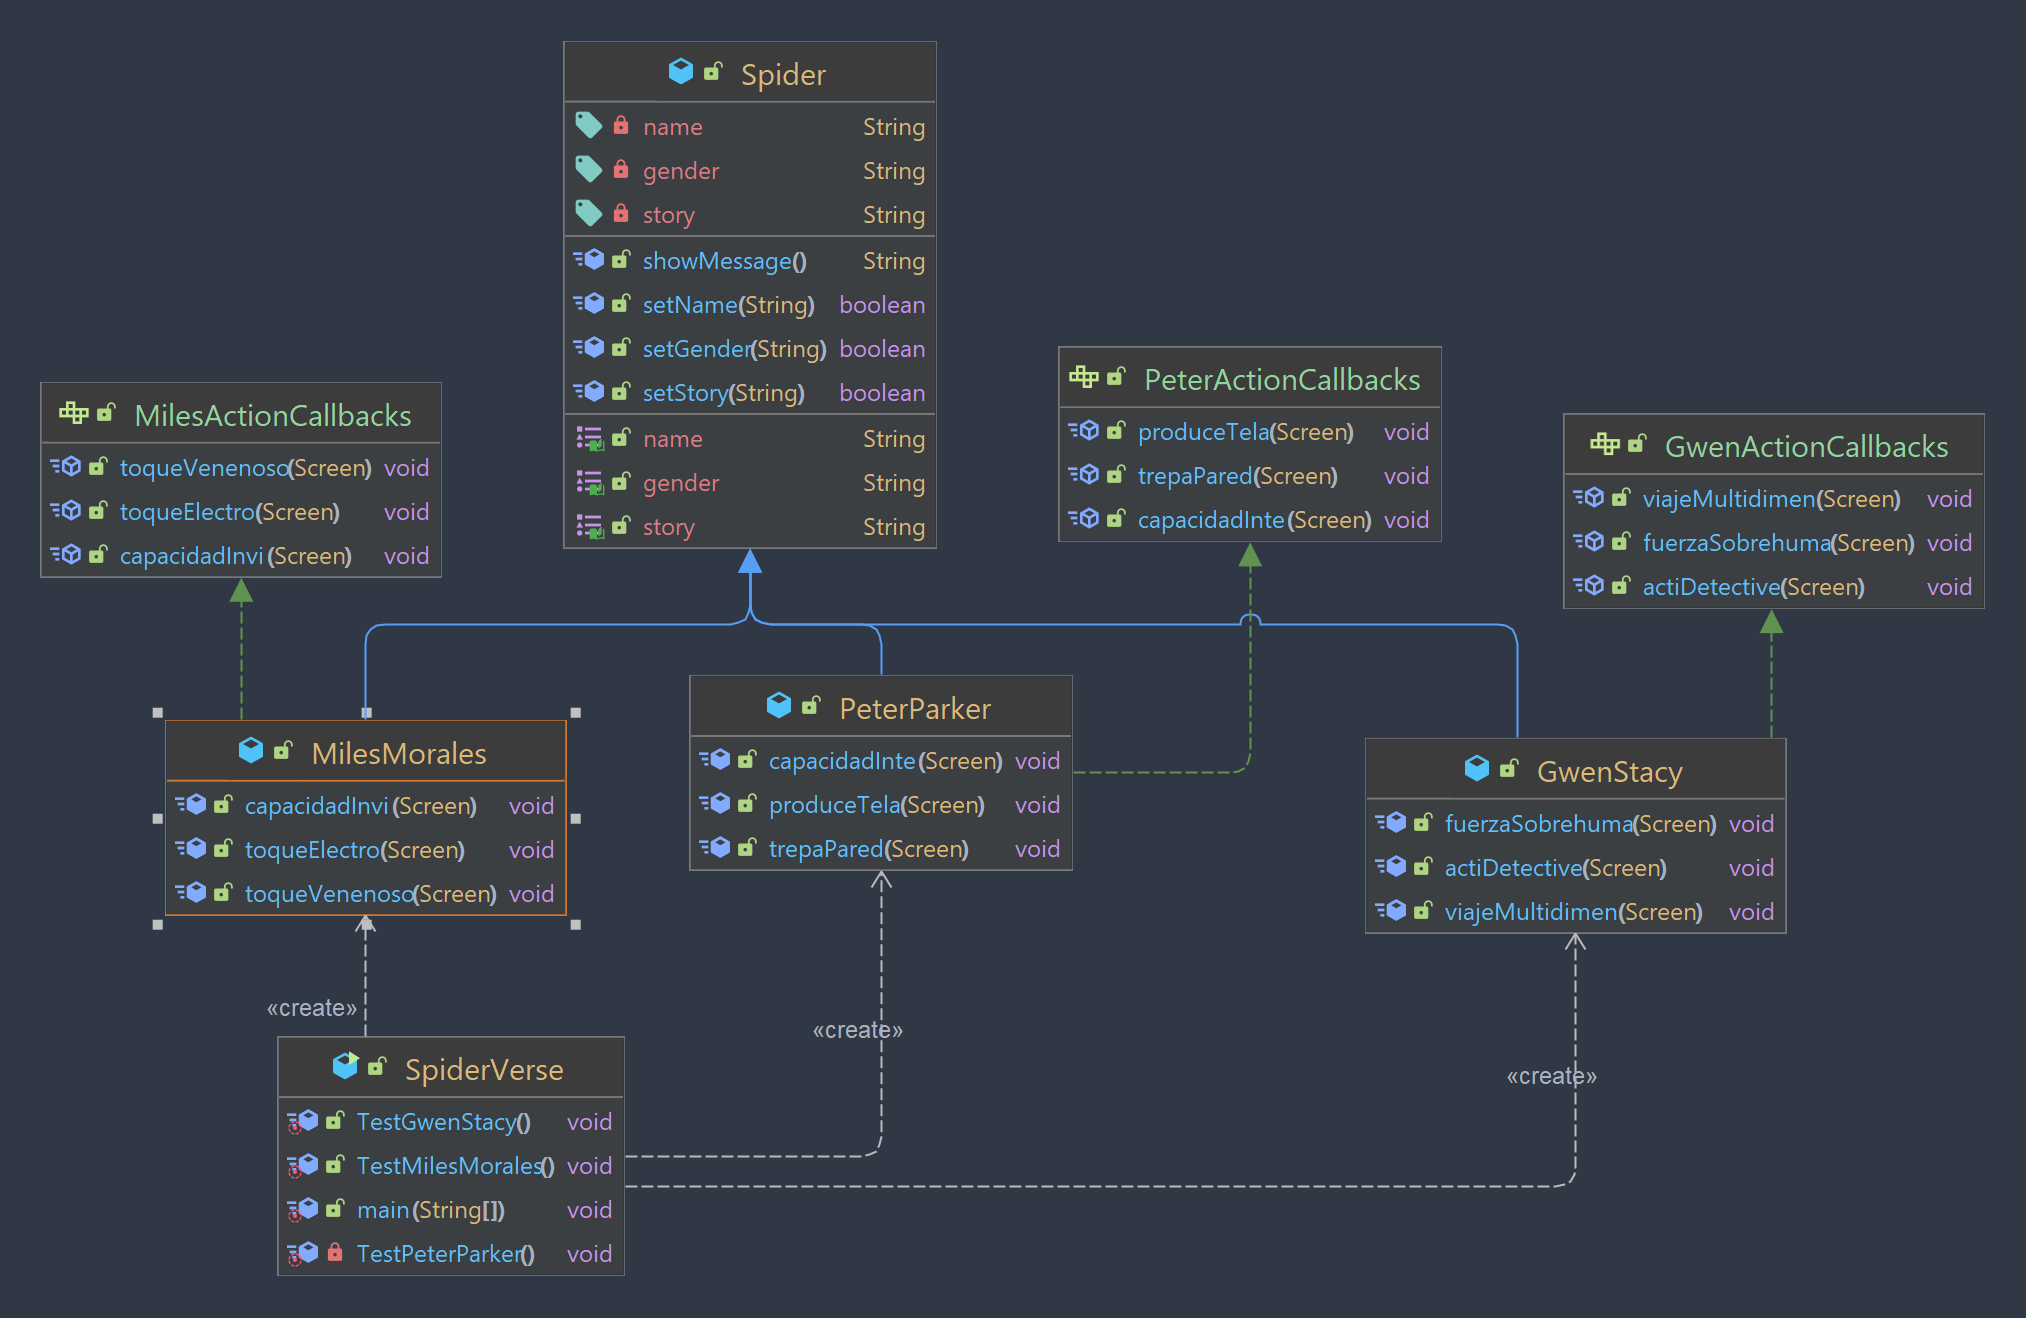 Spider
name String
gender String
story String
showMessage() String
setName(String) boolean
setGender(String) boolean
setStory(String) boolean
name String
gender String
story String
MilesActionCallbacks
toqueVenenoso(Screen) void
toqueElectro(Screen) void
capacidadInvi(Screen) void
PeterActionCallbacks
produceTela(Screen) void
trepaPared(Screen) void
capacidadInte(Screen) void
GwenActionCallbacks
viajeMultidimen(Screen) void
fuerzaSobrehuma(Screen) void
actiDetective(Screen) void
MilesMorales
capacidadInvi(Screen) void
toqueElectro(Screen) void
toqueVenenoso(Screen) void
PeterParker
capacidadInte(Screen) void
produceTela(Screen) void
trepaPared(Screen) void
GwenStacy
fuerzaSobrehuma(Screen) void
actiDetective(Screen) void
viajeMultidimen(Screen) void
«create»
«create»
«create»
SpiderVerse
TestGwenStacy() void
TestMilesMorales() void
main(String[]) void
TestPeterParker() void